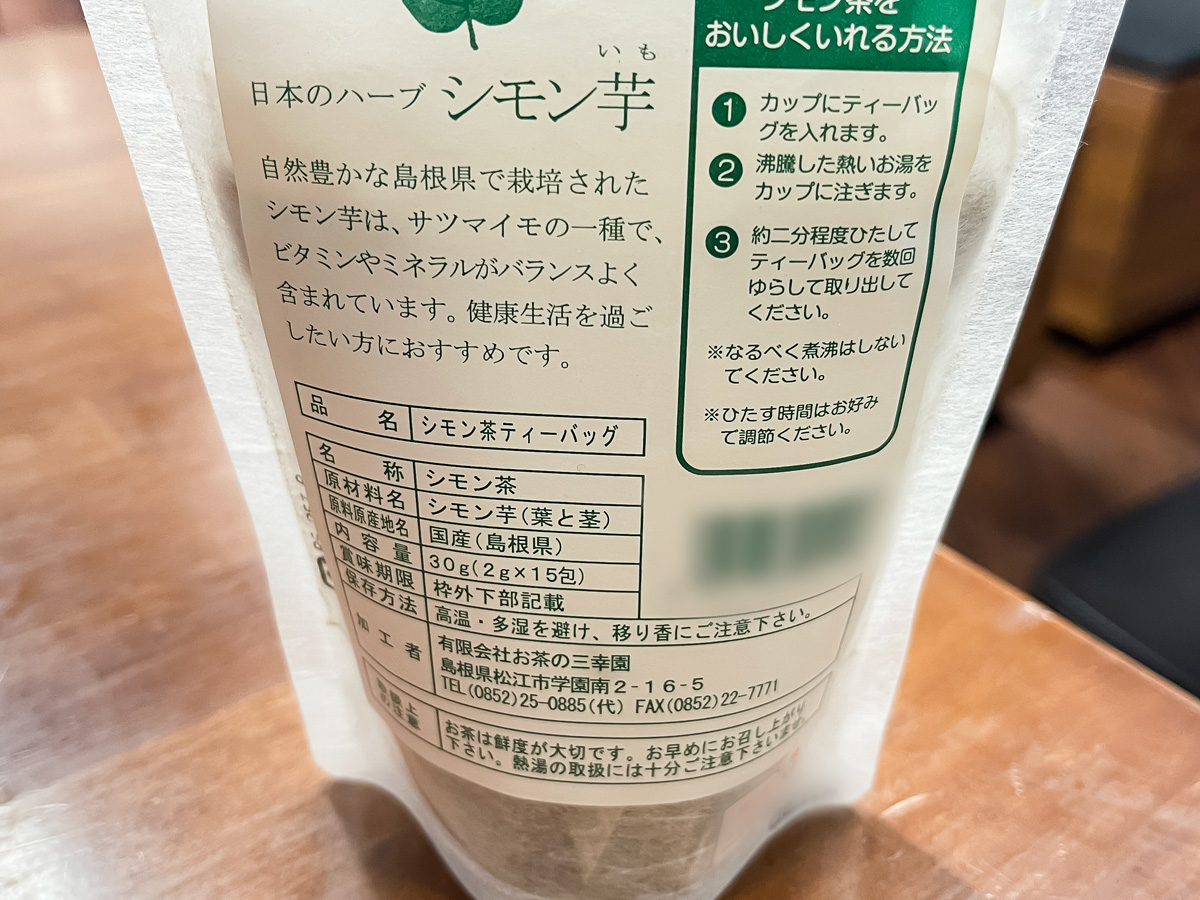 いも
日本のハーブ シモン芋
自然豊かな島根県で栽培された
シモン芋は、サツマイモの一種で、
ビタミンやミネラルがバランスよく
含まれています。健康生活を過ご
したい方におすすめです。
シモン茶を
おいしくいれる方法
1 カップにティーバッ
グを入れます。
2 沸騰した熱いお湯を
カップに注ぎます。
3 約二分程度ひたして
ティーバッグを数回
ゆらして取り出して
ください。
※なるべく煮沸はしない
でください。
※ひたす時間はお好み
で調節ください。
品名 シモン茶ティーバッグ
名称 シモン茶
原材料名 シモン芋(葉と茎)
原料原産地名 国産(島根県)
内容量 30g(2g×15包)
賞味期限 枠外下部記載
保存方法 高温・多湿を避け、移り香にご注意下さい。
加工者 有限会社お茶の三幸園
島根県松江市学園南2-16-5
TEL(0852)25-0885(代) FAX(0852)22-7771
取扱上
の注意
お茶は鮮度が大切です。お早めにお召し上がり
下さい。熱湯の取扱には十分ご注意下さいませ。